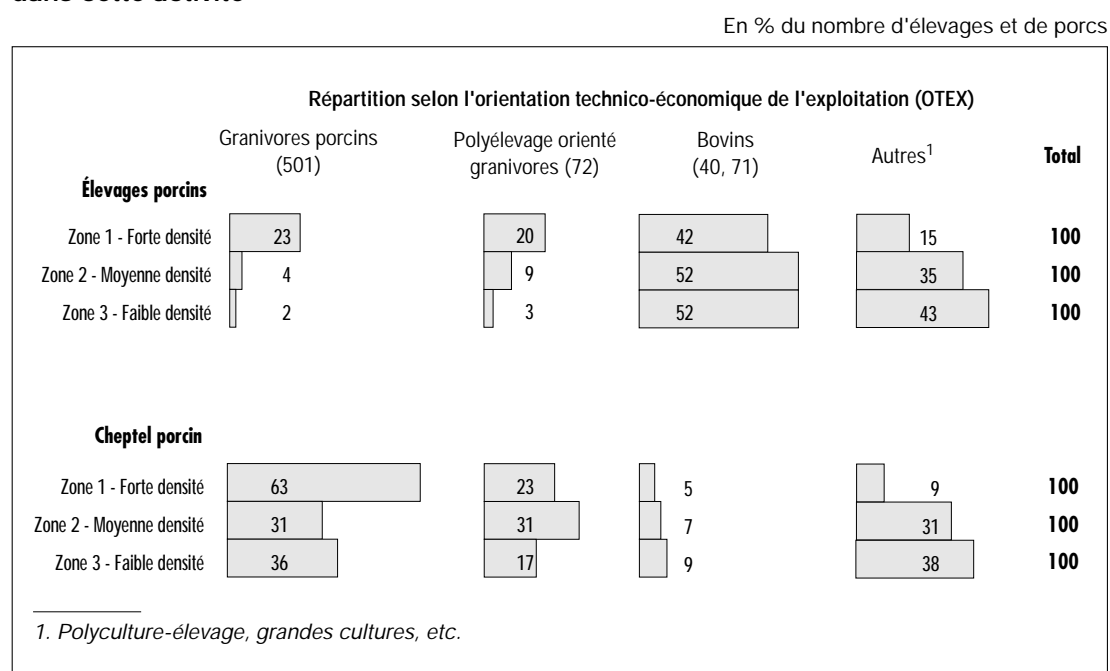 En % du nombre d'élevages et de porcs
Répartition selon l'orientation technico-économique de l'exploitation (OTEX)
Granivores porcins (501) Polyélevage orienté granivores (72) Bovins (40, 71) Autres1 Total
Élevages porcins
Zone 1 - Forte densité 23 20 42 15 100
Zone 2 - Moyenne densité 4 9 52 35 100
Zone 3 - Faible densité 2 3 52 43 100
Cheptel porcin
Zone 1 - Forte densité 63 23 5 9 100
Zone 2 - Moyenne densité 31 31 7 31 100
Zone 3 - Faible densité 36 17 9 38 100
1. Polyculture-élevage, grandes cultures, etc.